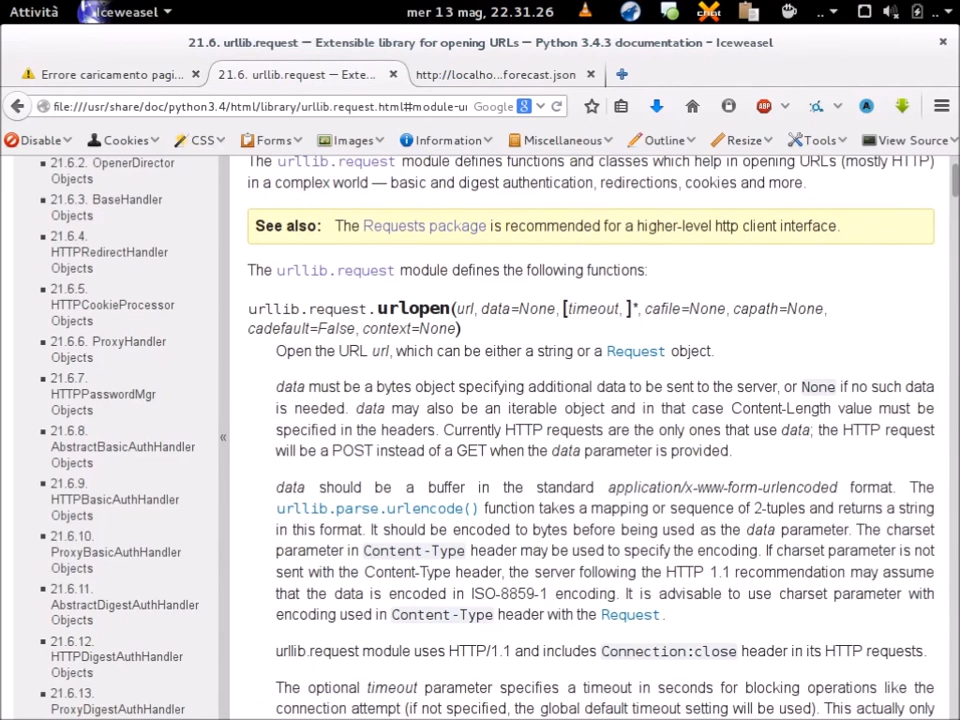 Attività Iceweasel mer 13 mag, 22.31.26 chat .. ..
21.6. urllib.request — Extensible library for opening URLs — Python 3.4.3 documentation - Iceweasel
Errore caricamento pagi... 21.6. urllib.request — Exte... http://localho...forecast.json
file:///usr/share/doc/python3.4/html/library/urllib.request.html#module-ur Google
Disable Cookies CSS Forms Images Information Miscellaneous Outline Resize Tools View Source
21.6.2. OpenerDirector
Objects
21.6.3. BaseHandler
Objects
21.6.4.
HTTPRedirectHandler
Objects
21.6.5.
HTTPCookieProcessor
Objects
21.6.6. ProxyHandler
Objects
21.6.7.
HTTPPasswordMgr
Objects
21.6.8.
AbstractBasicAuthHandler
Objects
21.6.9.
HTTPBasicAuthHandler
Objects
21.6.10.
ProxyBasicAuthHandler
Objects
21.6.11.
AbstractDigestAuthHandler
Objects
21.6.12.
HTTPDigestAuthHandler
Objects
21.6.13.
ProxyDigestAuthHandler
«
The urllib.request module defines functions and classes which help in opening URLs (mostly HTTP)
in a complex world — basic and digest authentication, redirections, cookies and more.
See also: The Requests package is recommended for a higher-level http client interface.
The urllib.request module defines the following functions:
urllib.request.urlopen(url, data=None, [timeout, ]*, cafile=None, capath=None,
cadefault=False, context=None)
Open the URL url, which can be either a string or a Request object.
data must be a bytes object specifying additional data to be sent to the server, or None if no such data
is needed. data may also be an iterable object and in that case Content-Length value must be
specified in the headers. Currently HTTP requests are the only ones that use data; the HTTP request
will be a POST instead of a GET when the data parameter is provided.
data should be a buffer in the standard application/x-www-form-urlencoded format. The
urllib.parse.urlencode() function takes a mapping or sequence of 2-tuples and returns a string
in this format. It should be encoded to bytes before being used as the data parameter. The charset
parameter in Content-Type header may be used to specify the encoding. If charset parameter is not
sent with the Content-Type header, the server following the HTTP 1.1 recommendation may assume
that the data is encoded in ISO-8859-1 encoding. It is advisable to use charset parameter with
encoding used in Content-Type header with the Request.
urllib.request module uses HTTP/1.1 and includes Connection:close header in its HTTP requests.
The optional timeout parameter specifies a timeout in seconds for blocking operations like the
connection attempt (if not specified, the global default timeout setting will be used). This actually only